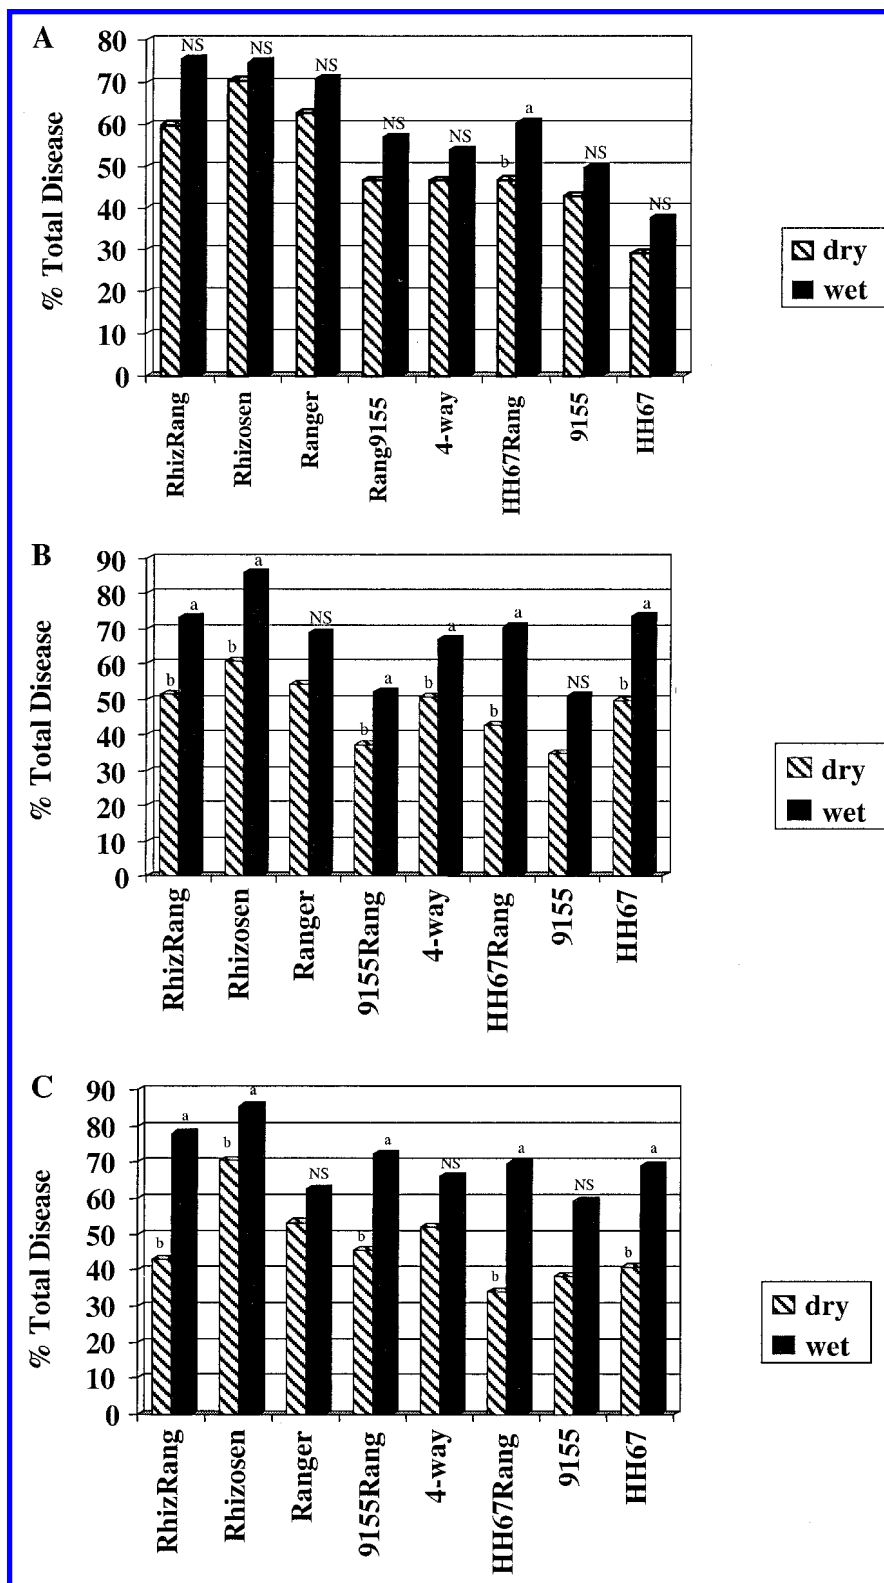 A
% Total Disease
80
70
60
50
40
30
20
10
0
NS
NS
NS
NS
NS
b
a
NS
NS
RhizRang
Rhizosen
Ranger
Rang9155
4-way
HH67Rang
9155
HH67
dry
wet
B
% Total Disease
90
80
70
60
50
40
30
20
10
0
b
a
b
a
NS
b
a
b
a
b
a
NS
b
a
RhizRang
Rhizosen
Ranger
9155Rang
4-way
HH67Rang
9155
HH67
dry
wet
C
% Total Disease
90
80
70
60
50
40
30
20
10
0
b
a
b
a
NS
b
a
NS
b
a
NS
b
a
RhizRang
Rhizosen
Ranger
9155Rang
4-way
HH67Rang
9155
HH67
dry
wet